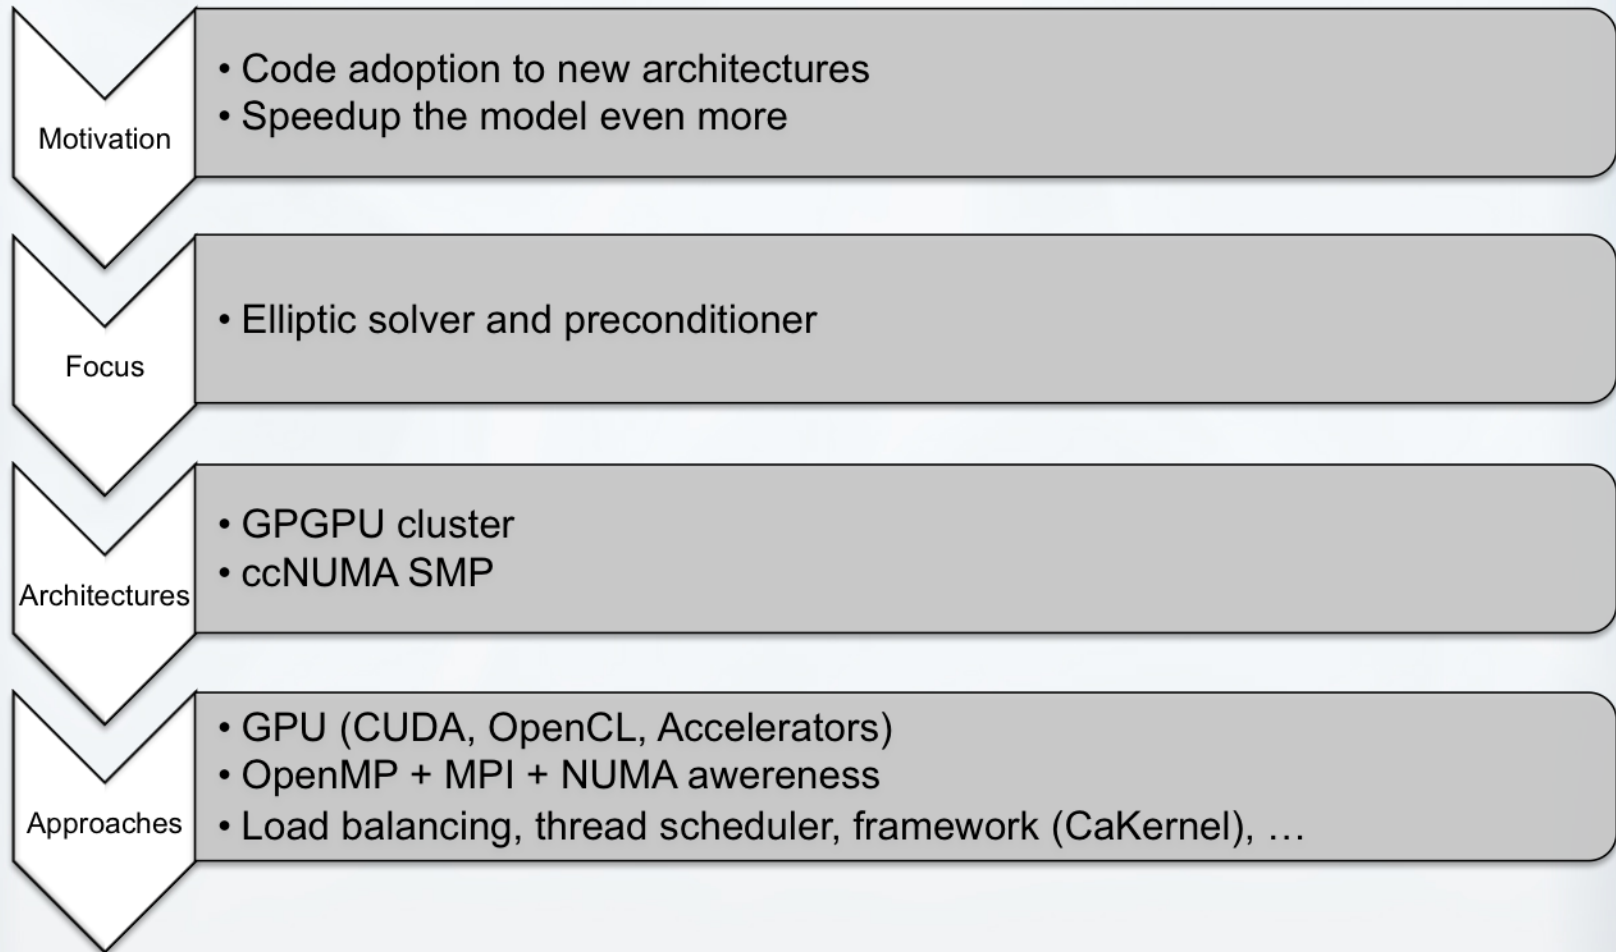 Motivation
• Code adoption to new architectures
• Speedup the model even more
Focus
• Elliptic solver and preconditioner
Architectures
• GPGPU cluster
• ccNUMA SMP
Approaches
• GPU (CUDA, OpenCL, Accelerators)
• OpenMP + MPI + NUMA awereness
• Load balancing, thread scheduler, framework (CaKernel), …